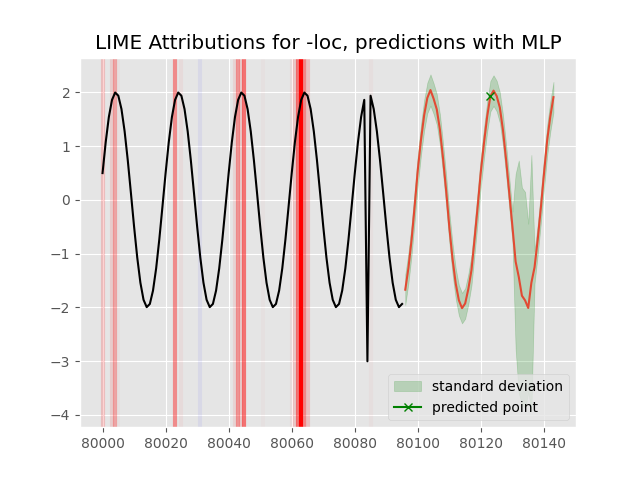 LIME Attributions for -loc, predictions with MLP
2
1
0
−1
−2
−3
−4
80000 80020 80040 80060 80080 80100 80120 80140
standard deviation
predicted point